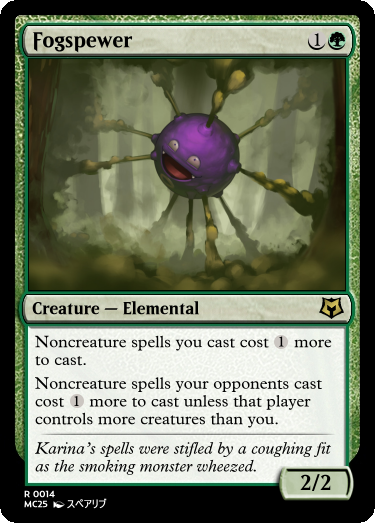 Fogspewer 1
Creature — Elemental
Noncreature spells you cast cost 1 more
to cast.
Noncreature spells your opponents cast
cost 1 more to cast unless that player
controls more creatures than you.
Karina's spells were stifled by a coughing fit
as the smoking monster wheezed.
2/2
R 0014
MC25 スペアリブ